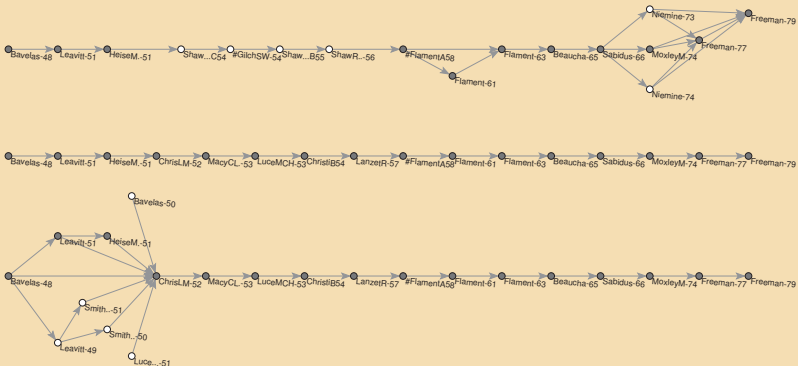 Niemine-73
Freeman-79
Bavelas-48
Leavitt-51
HeiseM.-51
Shaw...C54
#GilchSW-54
Shaw...B55
ShawR..-56
#FlamentA58
Flament-63
Beaucha-65
Sabidus-66
MoxleyM-74
Freeman-77
Flament-61
Niemine-74
Bavelas-48
Leavitt-51
HeiseM.-51
ChrisLM-52
MacyCL.-53
LuceMCH-53
ChristiB54
LanzetR-57
#FlamentA58
Flament-61
Flament-63
Beaucha-65
Sabidus-66
MoxleyM-74
Freeman-77
Freeman-79
Bavelas-50
Leavitt-51
HeiseM.-51
Bavelas-48
ChrisLM-52
MacyCL.-53
LuceMCH-53
ChristiB54
LanzetR-57
#FlamentA58
Flament-61
Flament-63
Beaucha-65
Sabidus-66
MoxleyM-74
Freeman-77
Freeman-79
Smith..-51
Smith..-50
Leavitt-49
Luce...-51